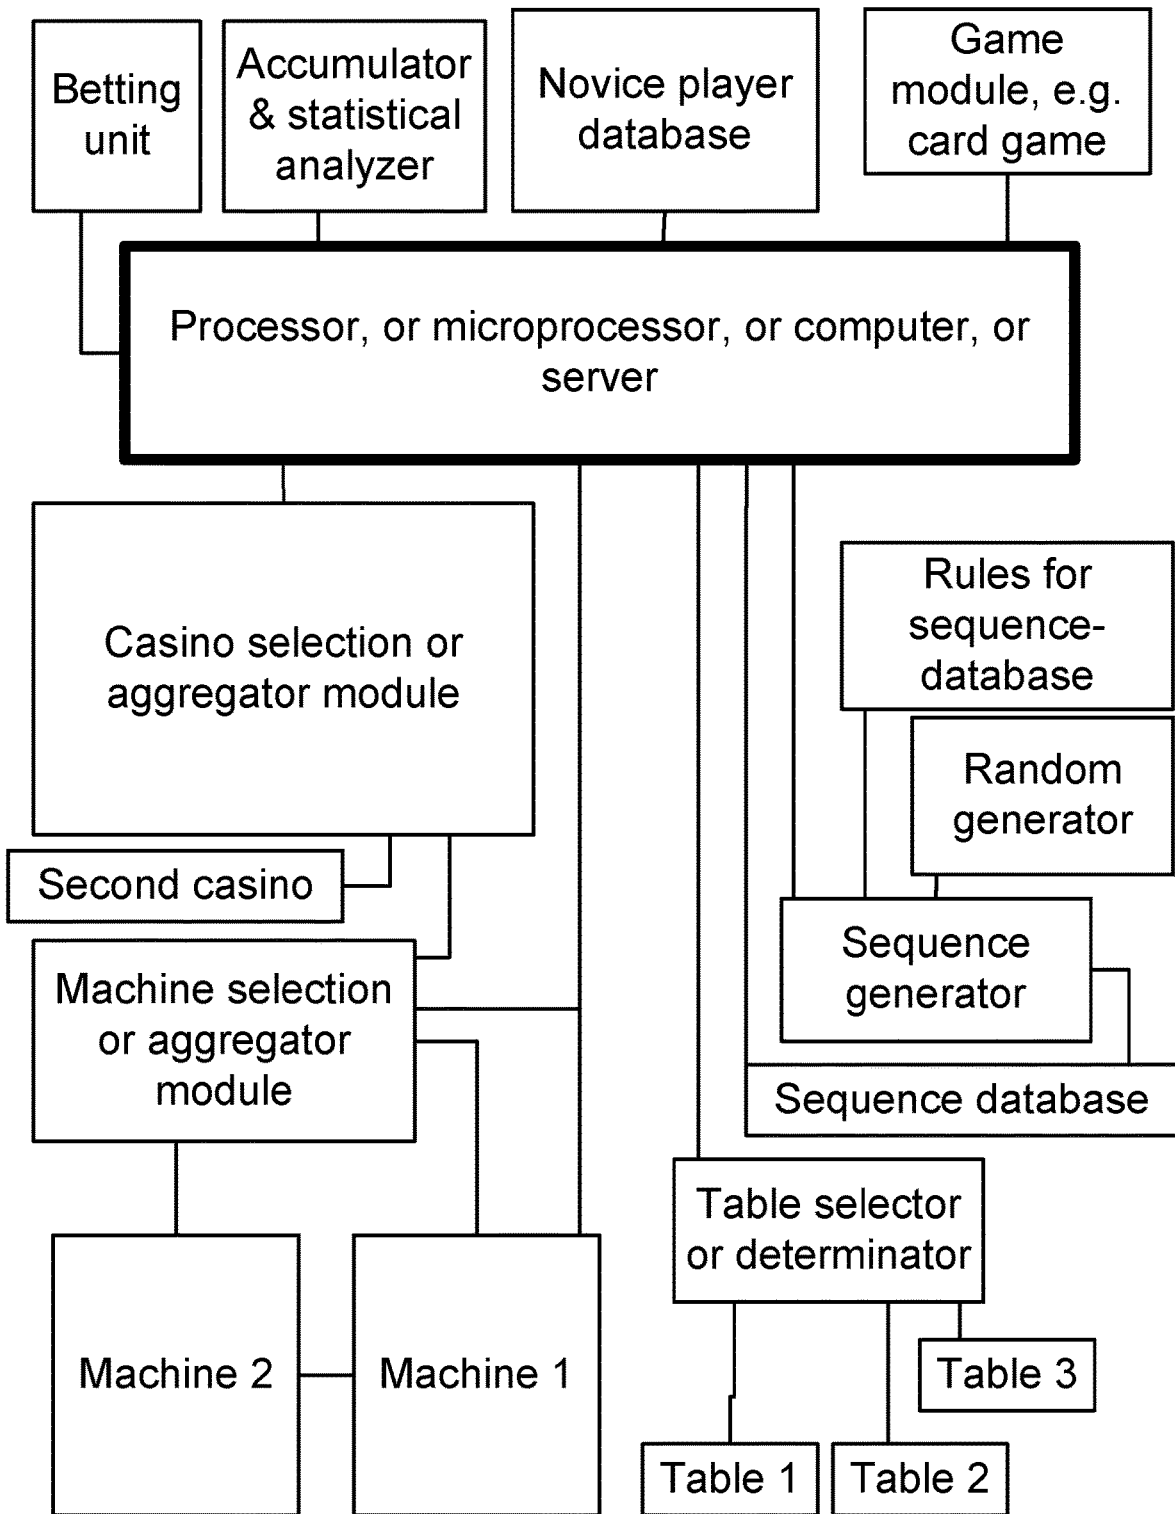 Betting
unit
Accumulator
& statistical
analyzer
Novice player
database
Game
module, e.g.
card game
Processor, or microprocessor, or computer, or
server
Casino selection or
aggregator module
Rules for
sequence-
database
Random
generator
Second casino
Sequence
generator
Machine selection
or aggregator
module
Sequence database
Table selector
or determinator
Machine 2
Machine 1
Table 3
Table 1
Table 2